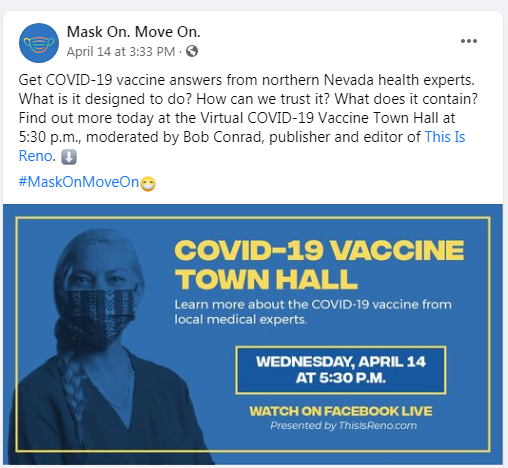 Mask On. Move On.
April 14 at 3:33 PM ·
Get COVID-19 vaccine answers from northern Nevada health experts.
What is it designed to do? How can we trust it? What does it contain?
Find out more today at the Virtual COVID-19 Vaccine Town Hall at
5:30 p.m., moderated by Bob Conrad, publisher and editor of This Is
Reno. ⬇️
#MaskOnMoveOn😷
COVID-19 VACCINE
TOWN HALL
Learn more about the COVID-19 vaccine from
local medical experts.
WEDNESDAY, APRIL 14
AT 5:30 P.M.
WATCH ON FACEBOOK LIVE
Presented by ThisIsReno.com